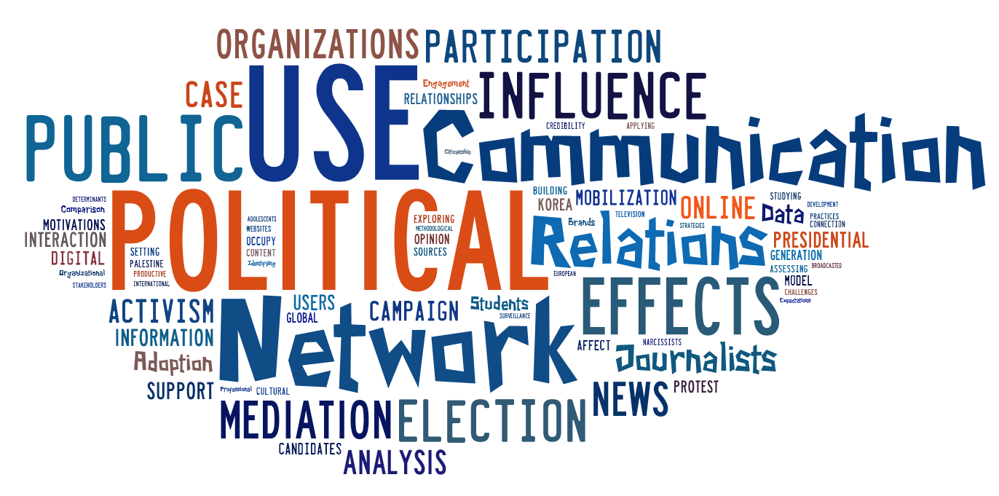 ORGANIZATIONS
PARTICIPATION
CASE
USE
Engagement
RELATIONSHIPS
INFLUENCE
PUBLIC
Communication
CREDIBILITY
APPLYING
Citizenship
DETERMINANTS
Comparison
MOTIVATIONS
INTERACTION
DIGITAL
Organizational
STAKEHOLDERS
POLITICAL
SETTING
PALESTINE
PRODUCTIVE
INTERNATIONAL
ADOLESCENTS
WEBSITES
OCCUPY
CONTENT
Identifying
EXPLORING
METHODOLOGICAL
OPINION
SOURCES
BUILDING
KOREA
MOBILIZATION
Brands
TELEVISION
ONLINE
STRATEGIES
Relations
EUROPEAN
Data
STUDYING
DEVELOPMENT
PRACTICES
CONNECTION
PRESIDENTIAL
GENERATION
ASSESSING
BROADCASTED
MODEL
CHALLENGES
Expectations
EFFECTS
ACTIVISM
INFORMATION
Adoption
SUPPORT
USERS
GLOBAL
CAMPAIGN
Students
SURVEILLANCE
Network
AFFECT
NARCISSISTS
Journalists
NEWS
PROTEST
Professional
CULTURAL
MEDIATION
ELECTION
CANDIDATES
ANALYSIS